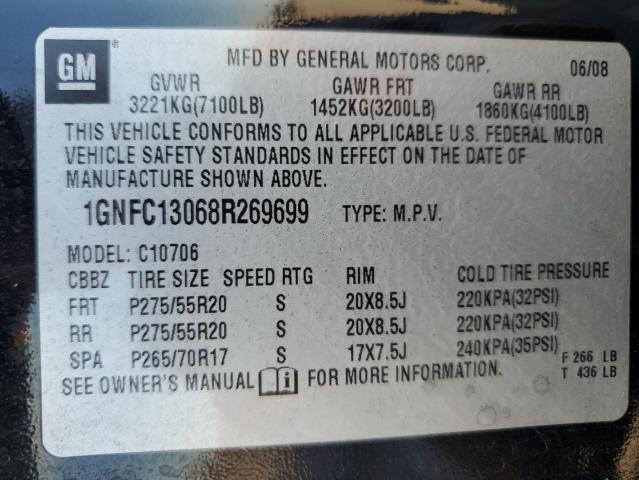 GM ® MFD BY GENERAL MOTORS CORP. 06/08
GVWR GAWR FRT GAWR RR
3221KG(7100LB) 1452KG(3200LB) 1860KG(4100LB)
THIS VEHICLE CONFORMS TO ALL APPLICABLE U.S. FEDERAL MOTOR
VEHICLE SAFETY STANDARDS IN EFFECT ON THE DATE OF
MANUFACTURE SHOWN ABOVE.
1GNFC13068R269699 TYPE: M.P.V.
MODEL: C10706
CBBZ TIRE SIZE SPEED RTG RIM COLD TIRE PRESSURE
FRT P275/55R20 S 20X8.5J 220KPA(32PSI)
RR P275/55R20 S 20X8.5J 220KPA(32PSI)
SPA P265/70R17 S 17X7.5J 240KPA(35PSI) F 266 LB
SEE OWNER'S MANUAL i FOR MORE INFORMATION. T 436 LB